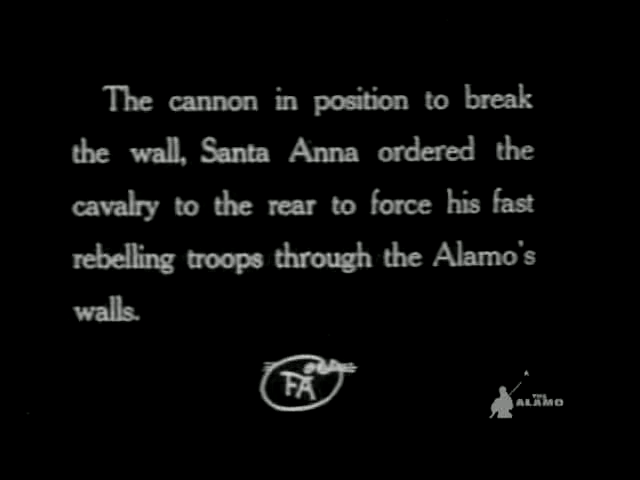 The cannon in position to break
the wall, Santa Anna ordered the
cavalry to the rear to force his fast
rebelling troops through the Alamo's
walls.
FA
THE
ALAMO